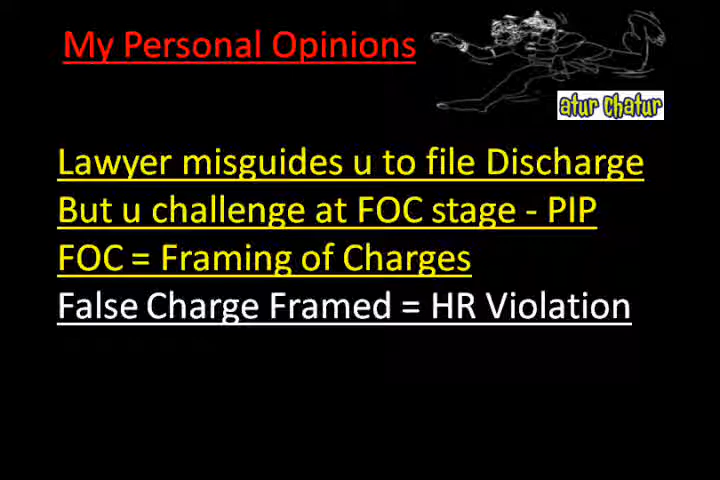 My Personal Opinions
atur chatur
Lawyer misguides u to file Discharge
But u challenge at FOC stage - PIP
FOC = Framing of Charges
False Charge Framed = HR Violation